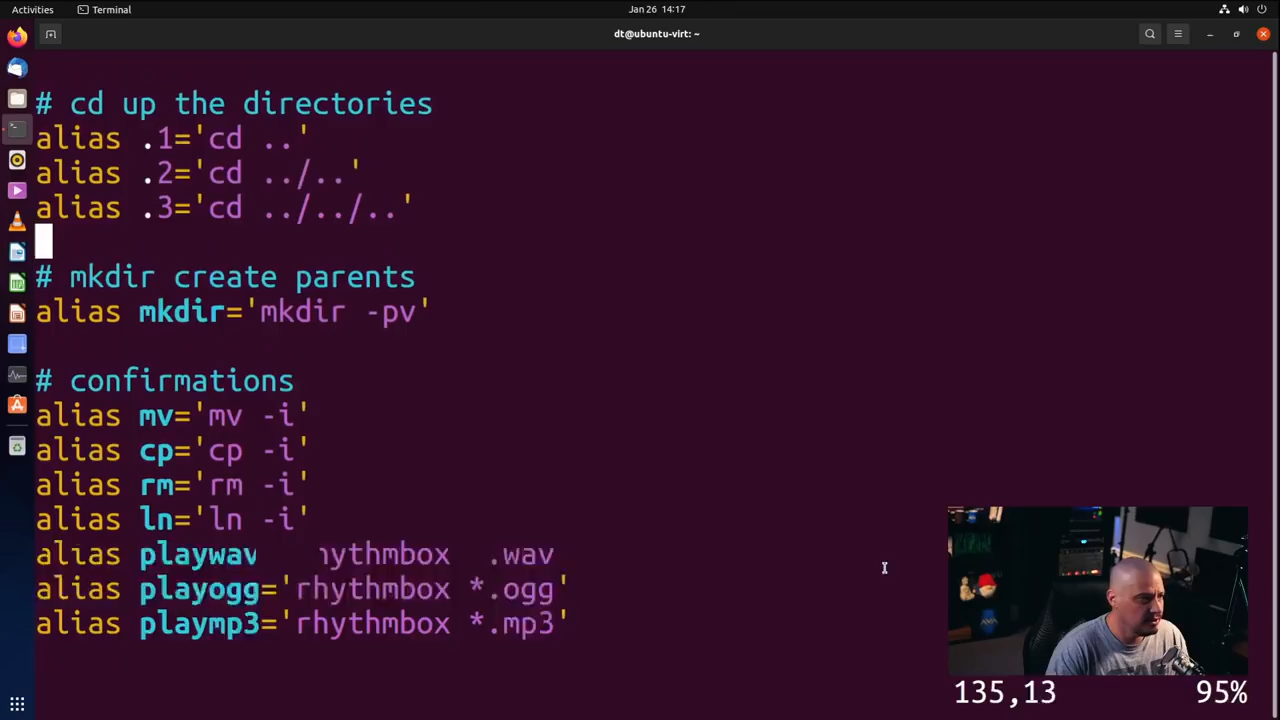 Activities
Terminal
Jan 26 14:17
dt@ubuntu-virt: ~
# cd up the directories
alias .1='cd ..'
alias .2='cd ../..'
alias .3='cd ../../..'
# mkdir create parents
alias mkdir='mkdir -pv'
# confirmations
alias mv='mv -i'
alias cp='cp -i'
alias rm='rm -i'
alias ln='ln -i'
alias playwav hythmbox .wav
alias playogg='rhythmbox *.ogg'
alias playmp3='rhythmbox *.mp3'
135,13 95%